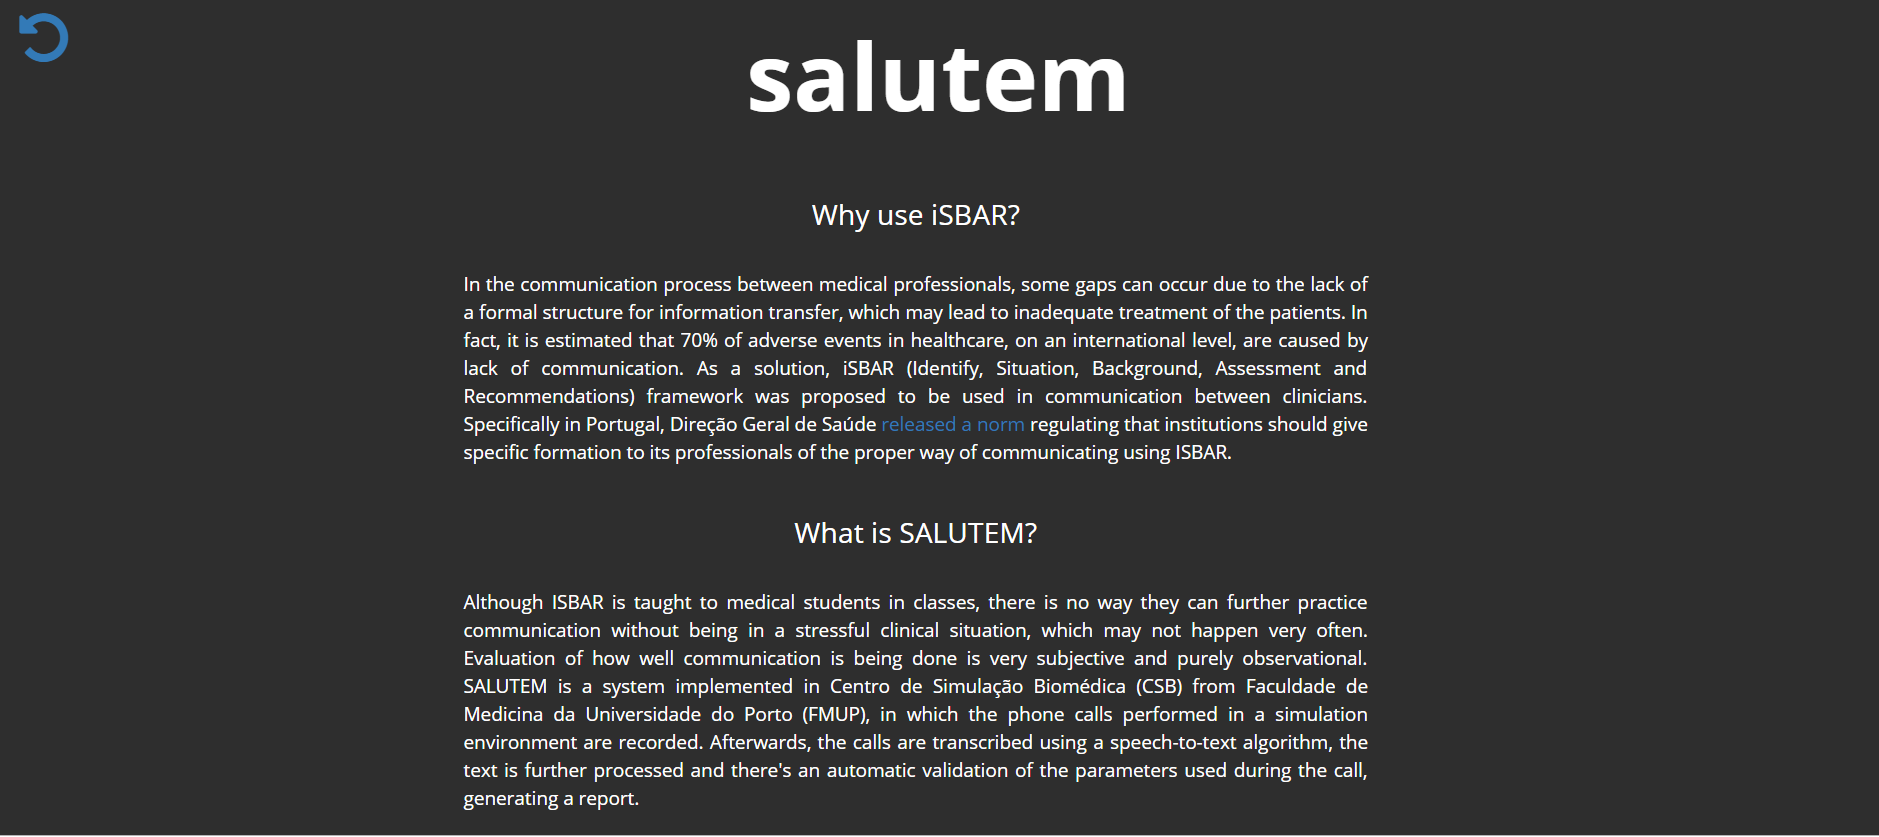 salutem
Why use iSBAR?
In the communication process between medical professionals, some gaps can occur due to the lack of
a formal structure for information transfer, which may lead to inadequate treatment of the patients. In
fact, it is estimated that 70% of adverse events in healthcare, on an international level, are caused by
lack of communication. As a solution, iSBAR (Identify, Situation, Background, Assessment and
Recommendations) framework was proposed to be used in communication between clinicians.
Specifically in Portugal, Direção Geral de Saúde released a norm regulating that institutions should give
specific formation to its professionals of the proper way of communicating using ISBAR.
What is SALUTEM?
Although ISBAR is taught to medical students in classes, there is no way they can further practice
communication without being in a stressful clinical situation, which may not happen very often.
Evaluation of how well communication is being done is very subjective and purely observational.
SALUTEM is a system implemented in Centro de Simulação Biomédica (CSB) from Faculdade de
Medicina da Universidade do Porto (FMUP), in which the phone calls performed in a simulation
environment are recorded. Afterwards, the calls are transcribed using a speech-to-text algorithm, the
text is further processed and there's an automatic validation of the parameters used during the call,
generating a report.